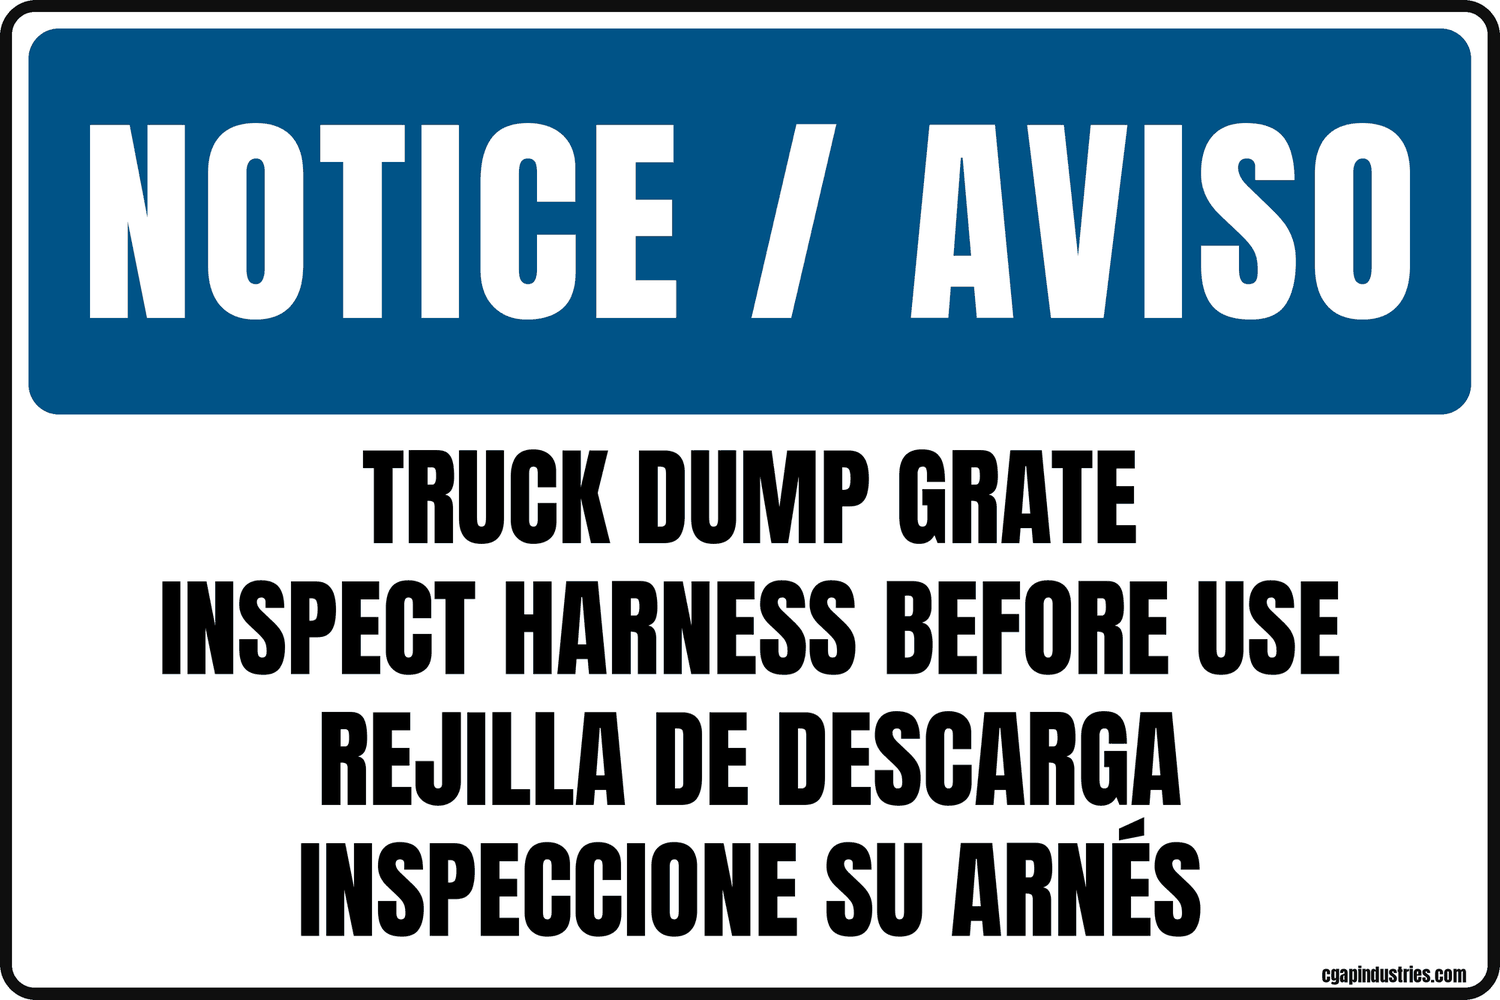 NOTICE / AVISO
TRUCK DUMP GRATE
INSPECT HARNESS BEFORE USE
REJILLA DE DESCARGA
INSPECCIONE SU ARNÉS
cgapindustries.com